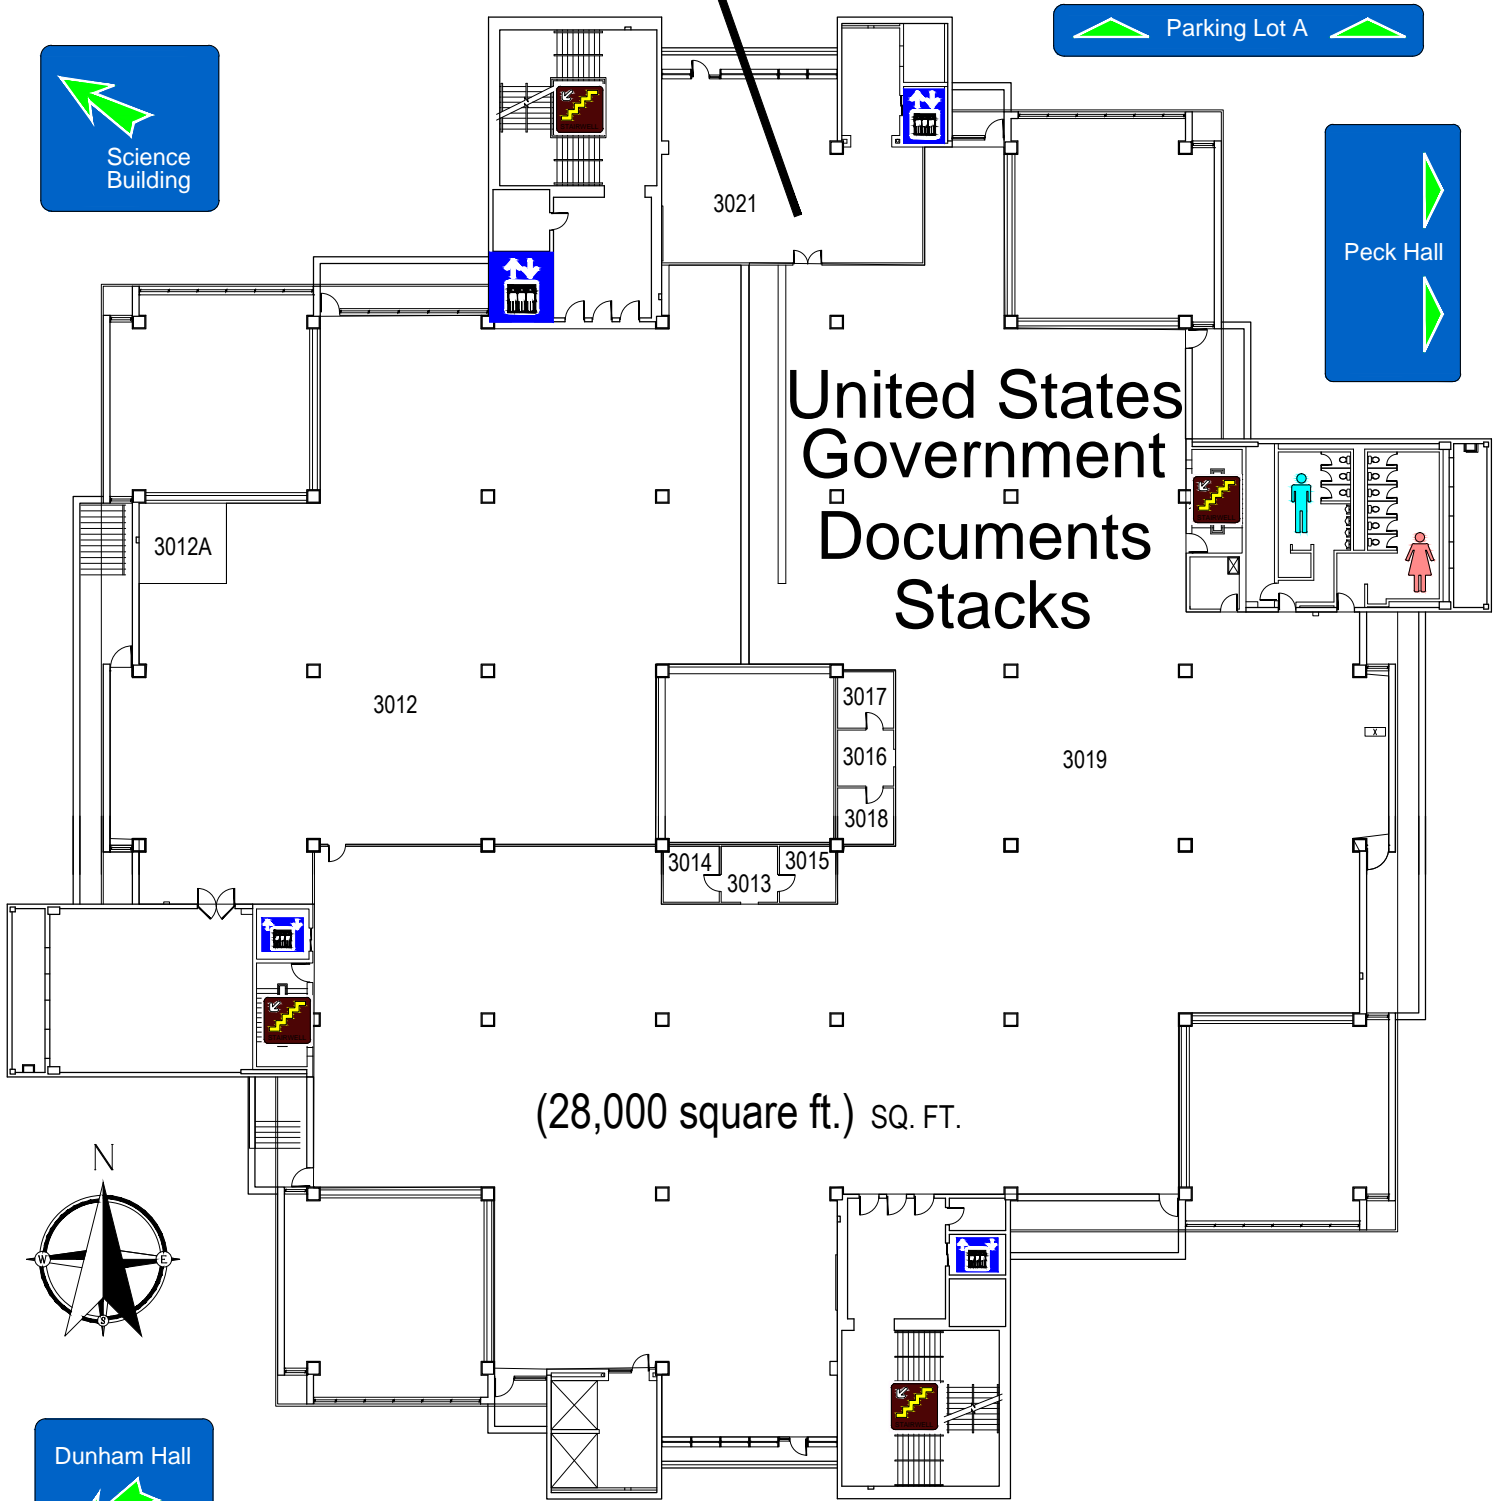 Parking Lot A
Science
Building
3021
Peck Hall
United States
Government
Documents
Stacks
3012A
3012
3017
3016
3018
3019
3014
3013
3015
(28,000 square ft.) SQ. FT.
N
W
E
S
X
Dunham Hall